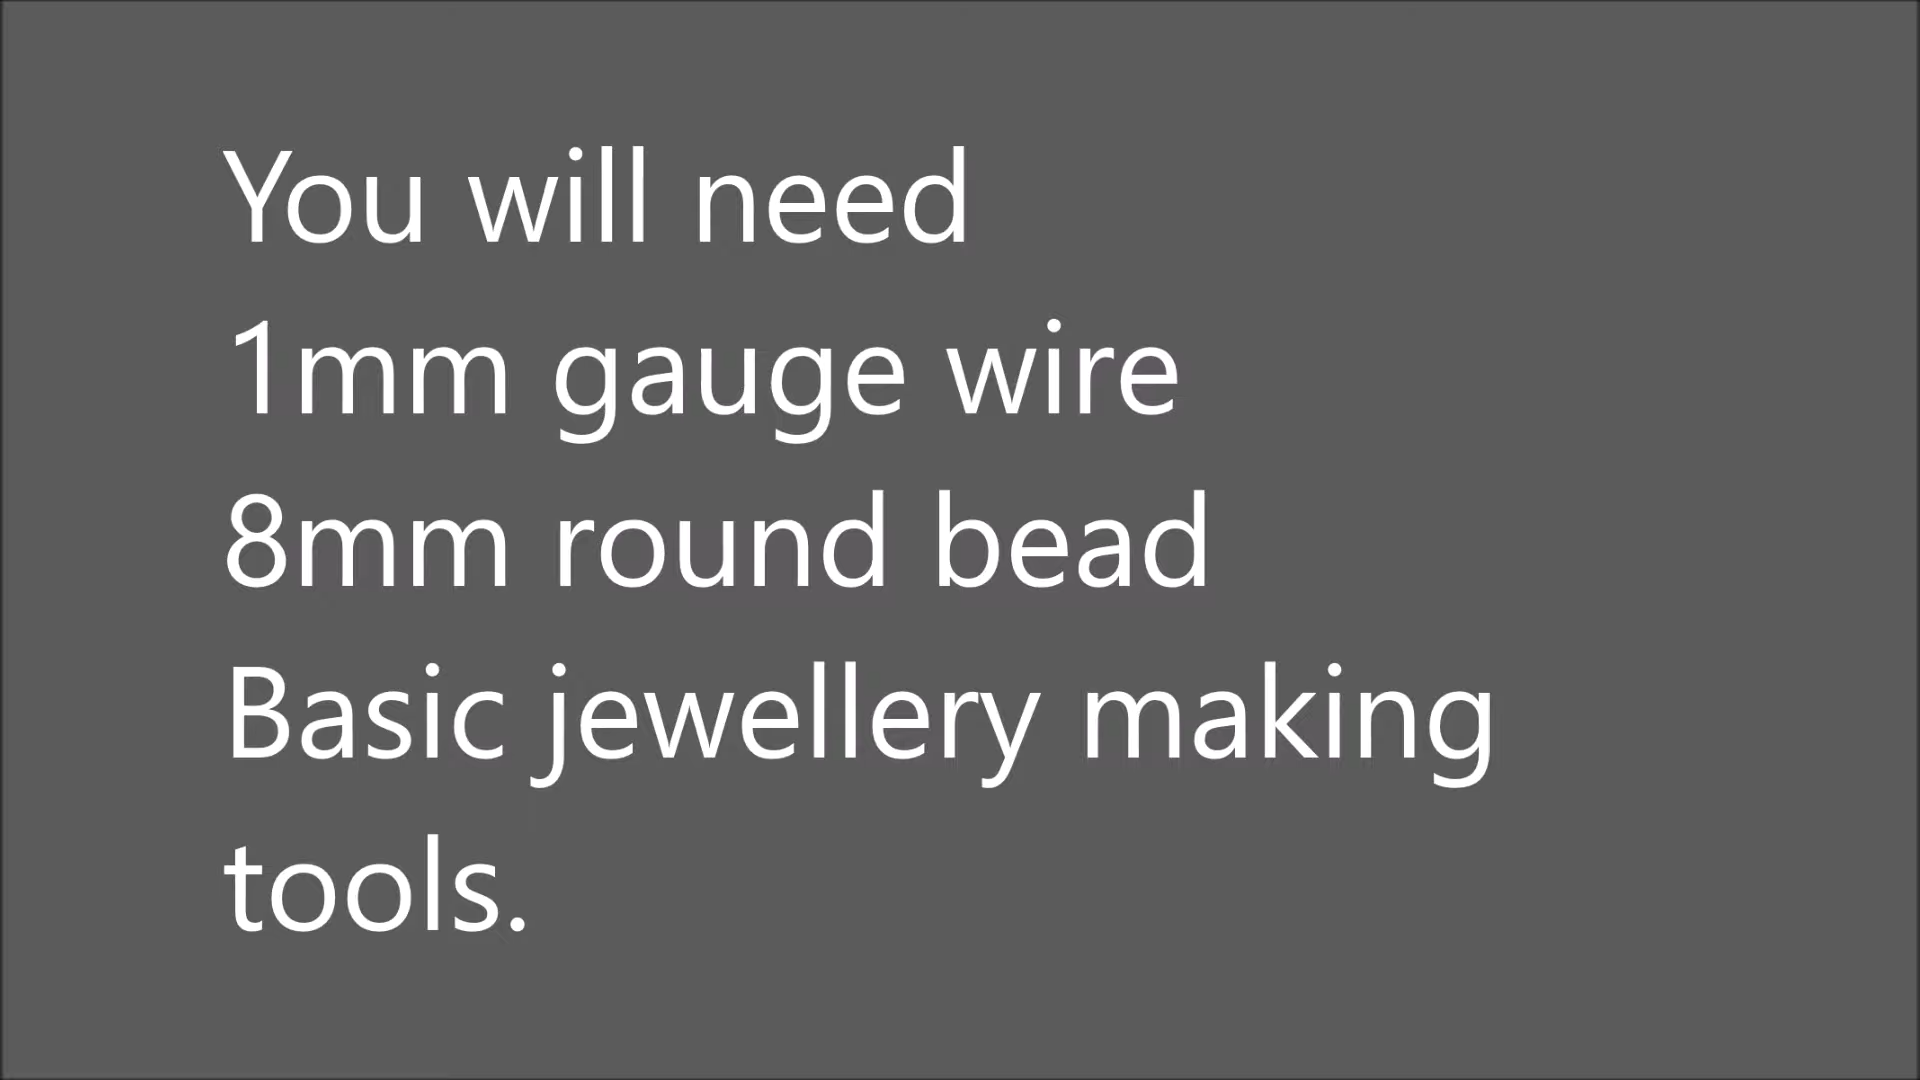 You will need
1mm gauge wire
8mm round bead
Basic jewellery making
tools.